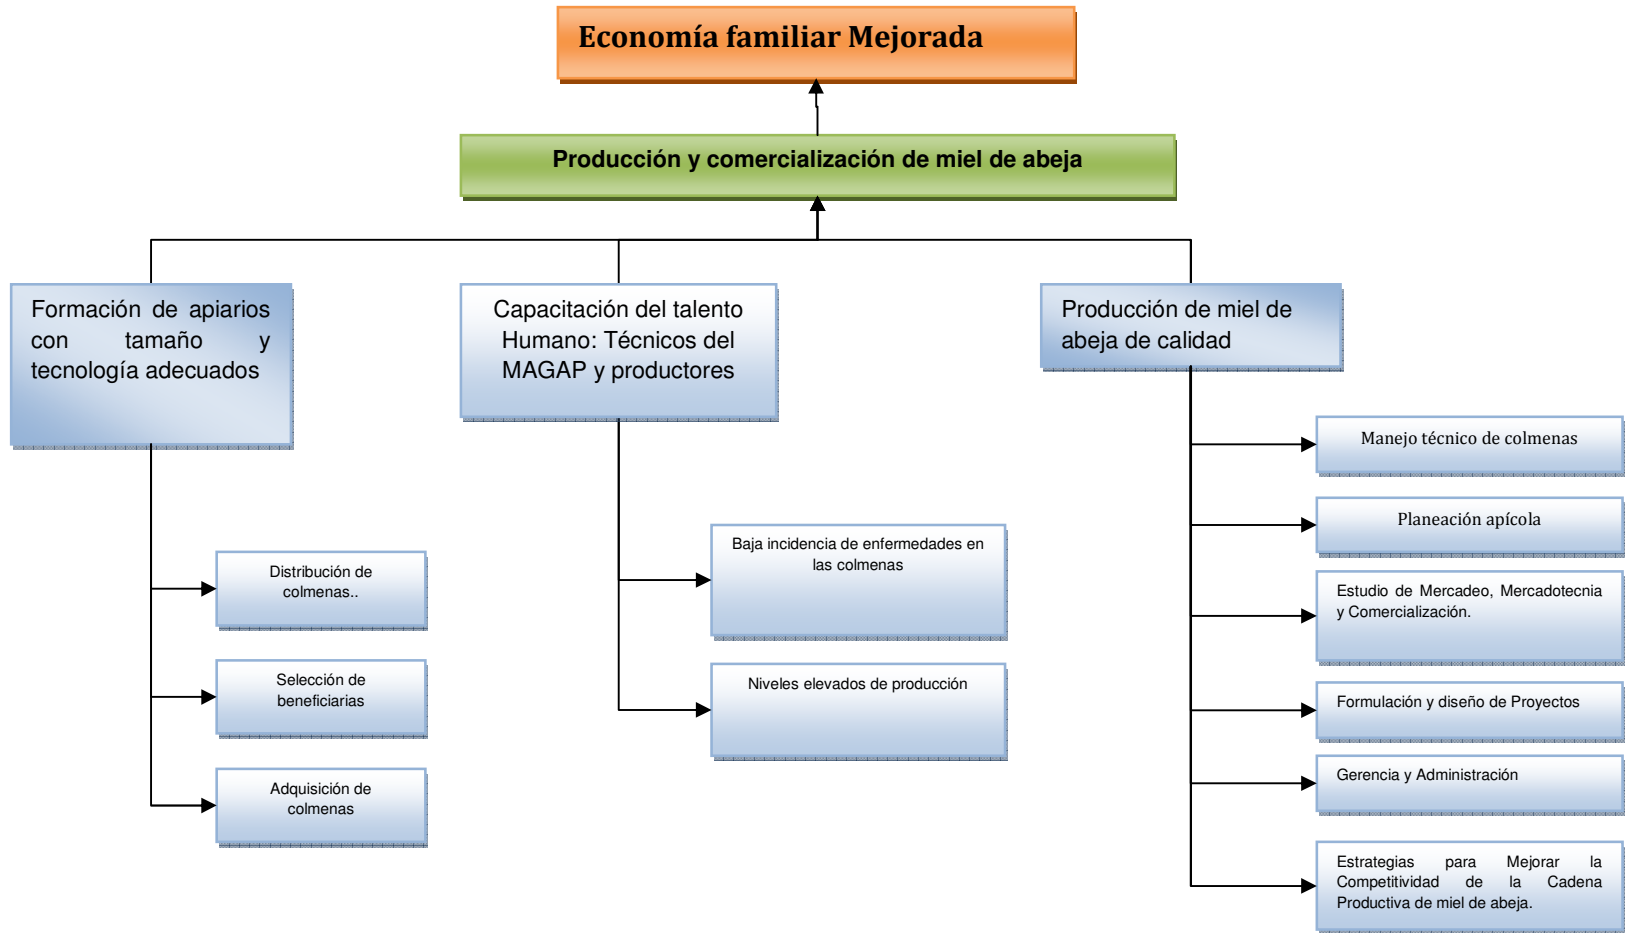 Economía familiar Mejorada
Producción y comercialización de miel de abeja
Formación de apiarios
con tamaño y
tecnología adecuados
Capacitación del talento
Humano: Técnicos del
MAGAP y productores
Producción de miel de
abeja de calidad
Distribución de
colmenas..
Selección de
beneficiarias
Adquisición de
colmenas
Baja incidencia de enfermedades en
las colmenas
Niveles elevados de producción
Manejo técnico de colmenas
Planeación apícola
Estudio de Mercadeo, Mercadotecnia
y Comercialización.
Formulación y diseño de Proyectos
Gerencia y Administración
Estrategias para Mejorar la
Competitividad de la Cadena
Productiva de miel de abeja.